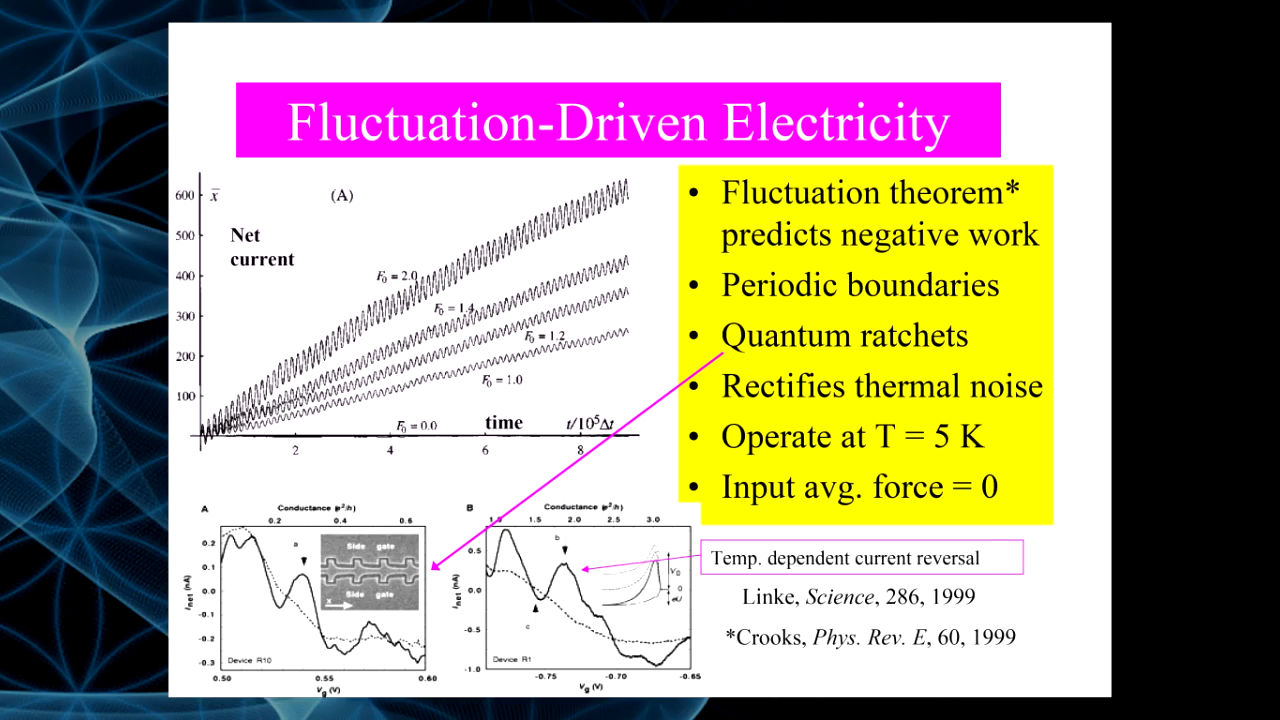 Fluctuation-Driven Electricity
600
x̅
(A)
500
Net
current
400
F₀ = 2.0
300
F₀ = 1.4
200
F₀ = 1.2
F₀ = 1.0
100
F₀ = 0.0
time
t/10⁵Δt
2 4 6 8
• Fluctuation theorem*
predicts negative work
• Periodic boundaries
• Quantum ratchets
• Rectifies thermal noise
• Operate at T = 5 K
• Input avg. force = 0
A
Conductance (e²/h)
0.2 0.4 0.6
0.2
0.1
0.0
-0.1
-0.2
-0.3
I net (nA)
a
Side gate
Side gate
x
Device R10
0.50 0.55 0.60
Vg (V)
B
Conductance (e²/h)
1.5 2.0 2.5 3.0
0.5
0.0
-0.5
-1.0
I net (nA)
b
c
V₀
0
eU
Device R1
-0.75 -0.70 -0.65
Vg (V)
Temp. dependent current reversal
Linke, Science, 286, 1999
*Crooks, Phys. Rev. E, 60, 1999